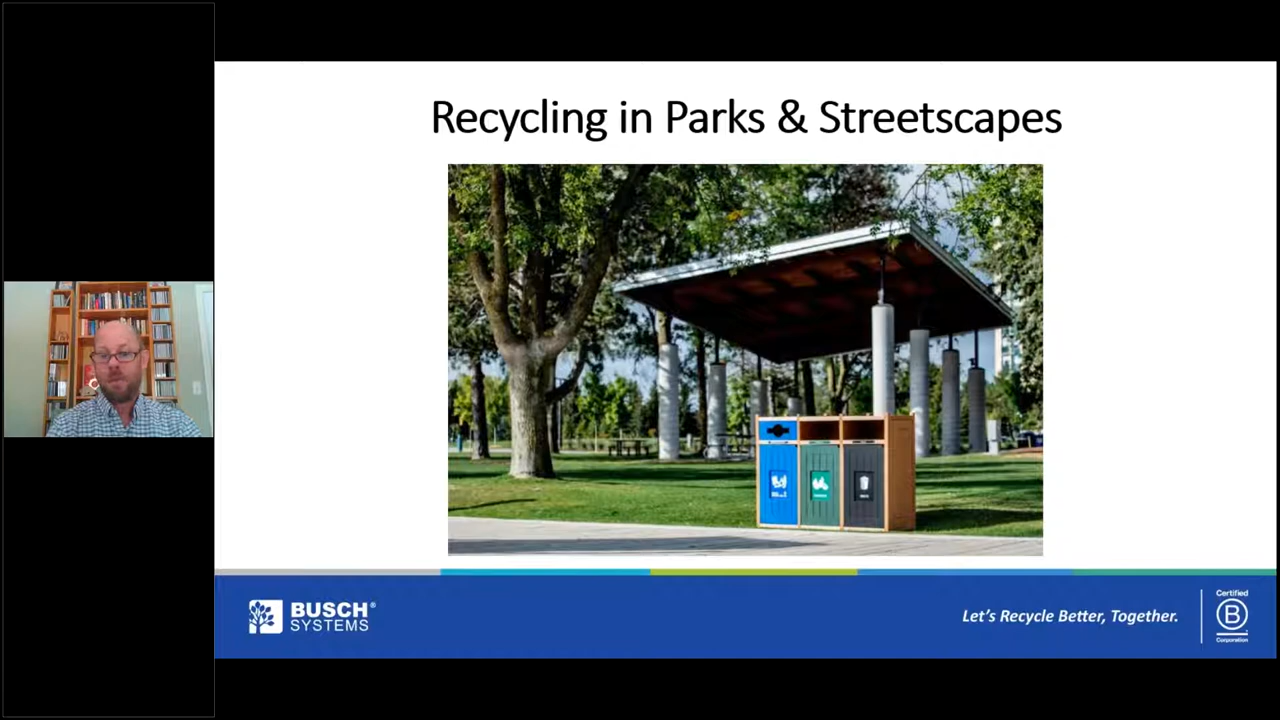 Recycling in Parks & Streetscapes
BUSCH®
SYSTEMS
Let's Recycle Better, Together.
Certified
B
Corporation